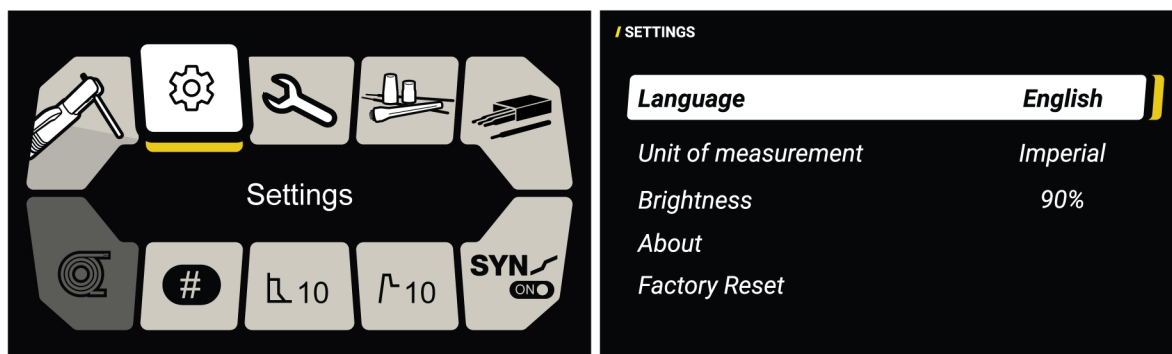 Settings
# 10 10 SYN
ON
/ SETTINGS
Language English
Unit of measurement Imperial
Brightness 90%
About
Factory Reset